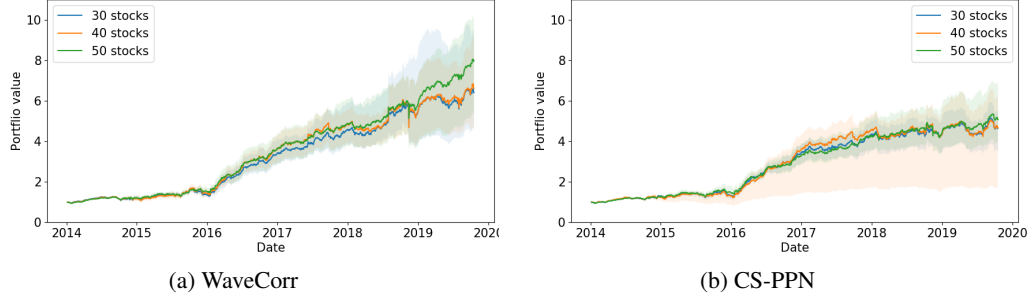 10
8
6
4
2
0
Portfilio value
30 stocks
40 stocks
50 stocks
2014 2015 2016 2017 2018 2019 2020
Date
(a) WaveCorr
10
8
6
4
2
0
Portfilio value
30 stocks
40 stocks
50 stocks
2014 2015 2016 2017 2018 2019 2020
Date
(b) CS-PPN